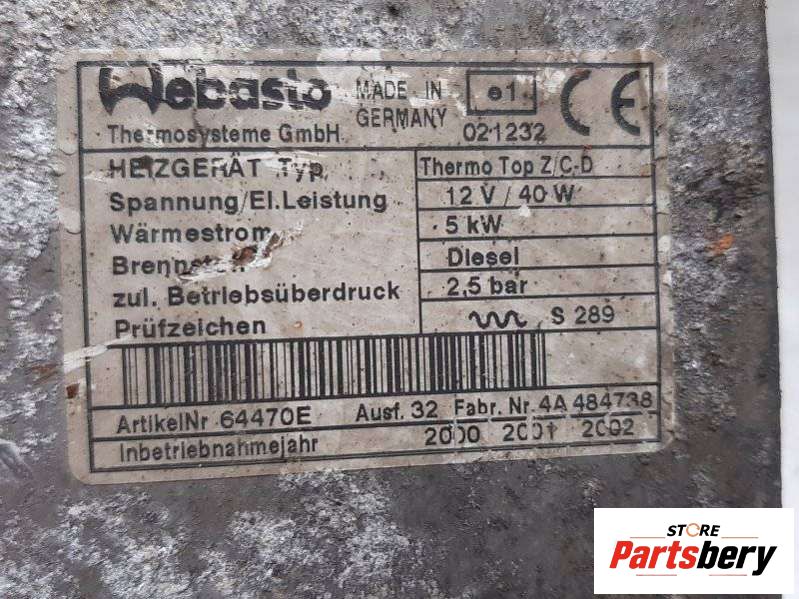 Webasto
MADE IN
GERMANY
e1
CE
Thermosysteme GmbH
021232
HEIZGERÄT Typ
Thermo Top Z/C-D
Spannung/El.Leistung
12 V / 40 W
Wärmestrom
5 kW
Diesel
zul. Betriebsüberdruck
2,5 bar
Prüfzeichen
S 289
ArtikelNr 64470E Ausf. 32 Fabr. Nr. 4A 484738
Inbetriebnahmejahr 2000 2001 2002
STORE
Partsbery